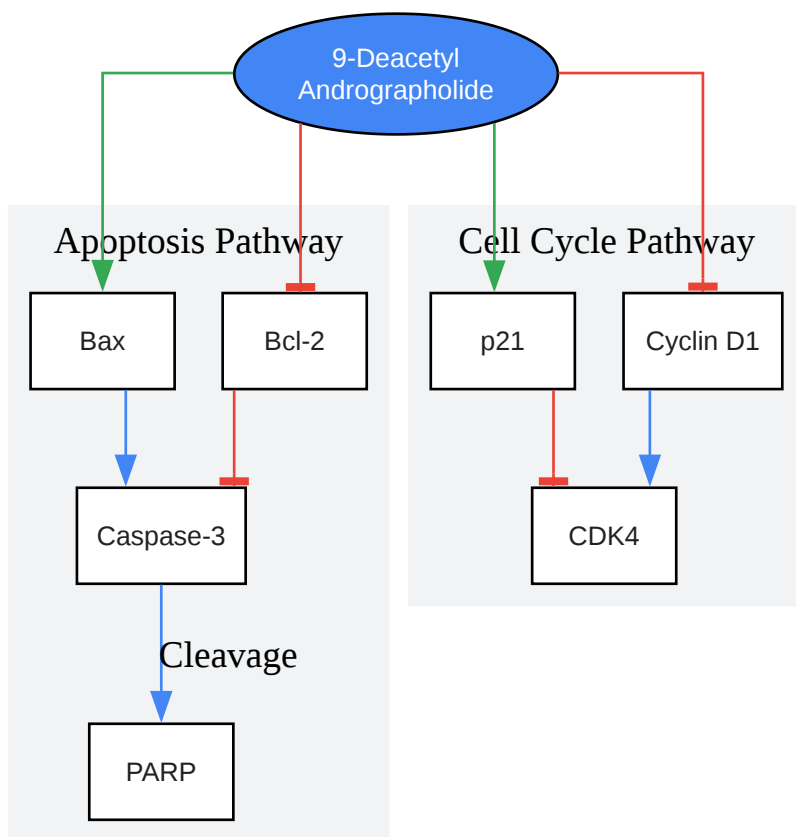 9-Deacetyl
Andrographolide
Apoptosis Pathway
Cell Cycle Pathway
Bax
Bcl-2
p21
Cyclin D1
Caspase-3
CDK4
Cleavage
PARP